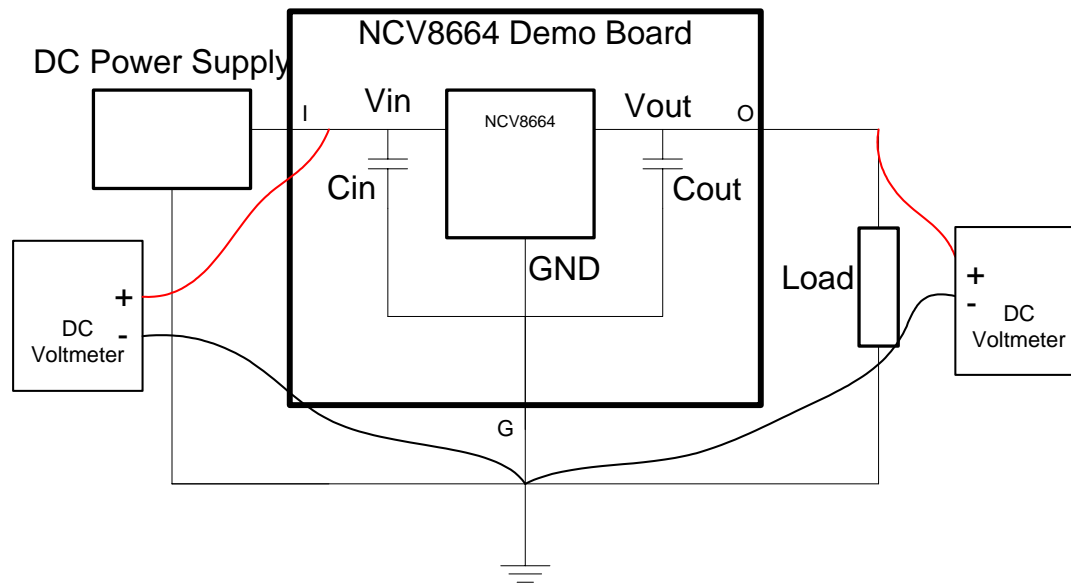 NCV8664 Demo Board
DC Power Supply
I
Vin
NCV8664
Vout
O
Cin
Cout
GND
Load
+
-
DC
Voltmeter
+
-
DC
Voltmeter
G